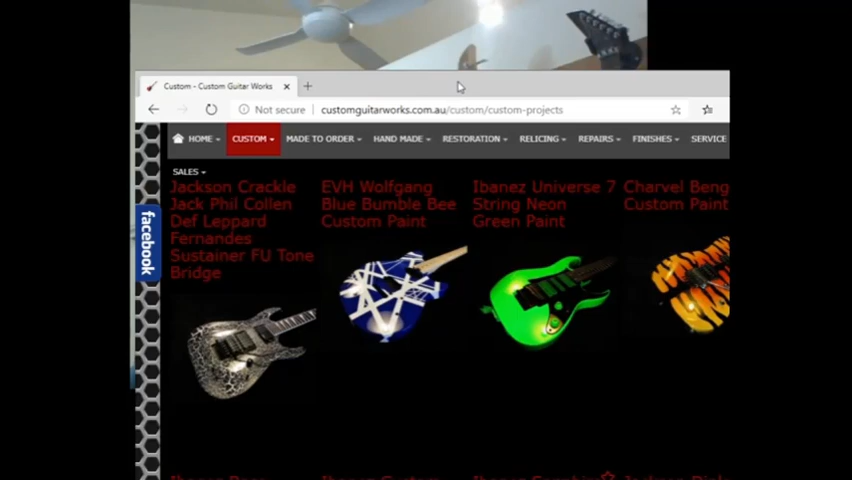 Custom - Custom Guitar Works
Not secure customguitarworks.com.au/custom/custom-projects
HOME CUSTOM MADE TO ORDER HAND MADE RESTORATION RELICING REPAIRS FINISHES SERVICE
SALES
facebook
Jackson Crackle
Jack Phil Collen
Def Leppard
Fernandes
Sustainer FU Tone
Bridge
EVH Wolfgang
Blue Bumble Bee
Custom Paint
Ibanez Universe 7
String Neon
Green Paint
Charvel Beng
Custom Paint